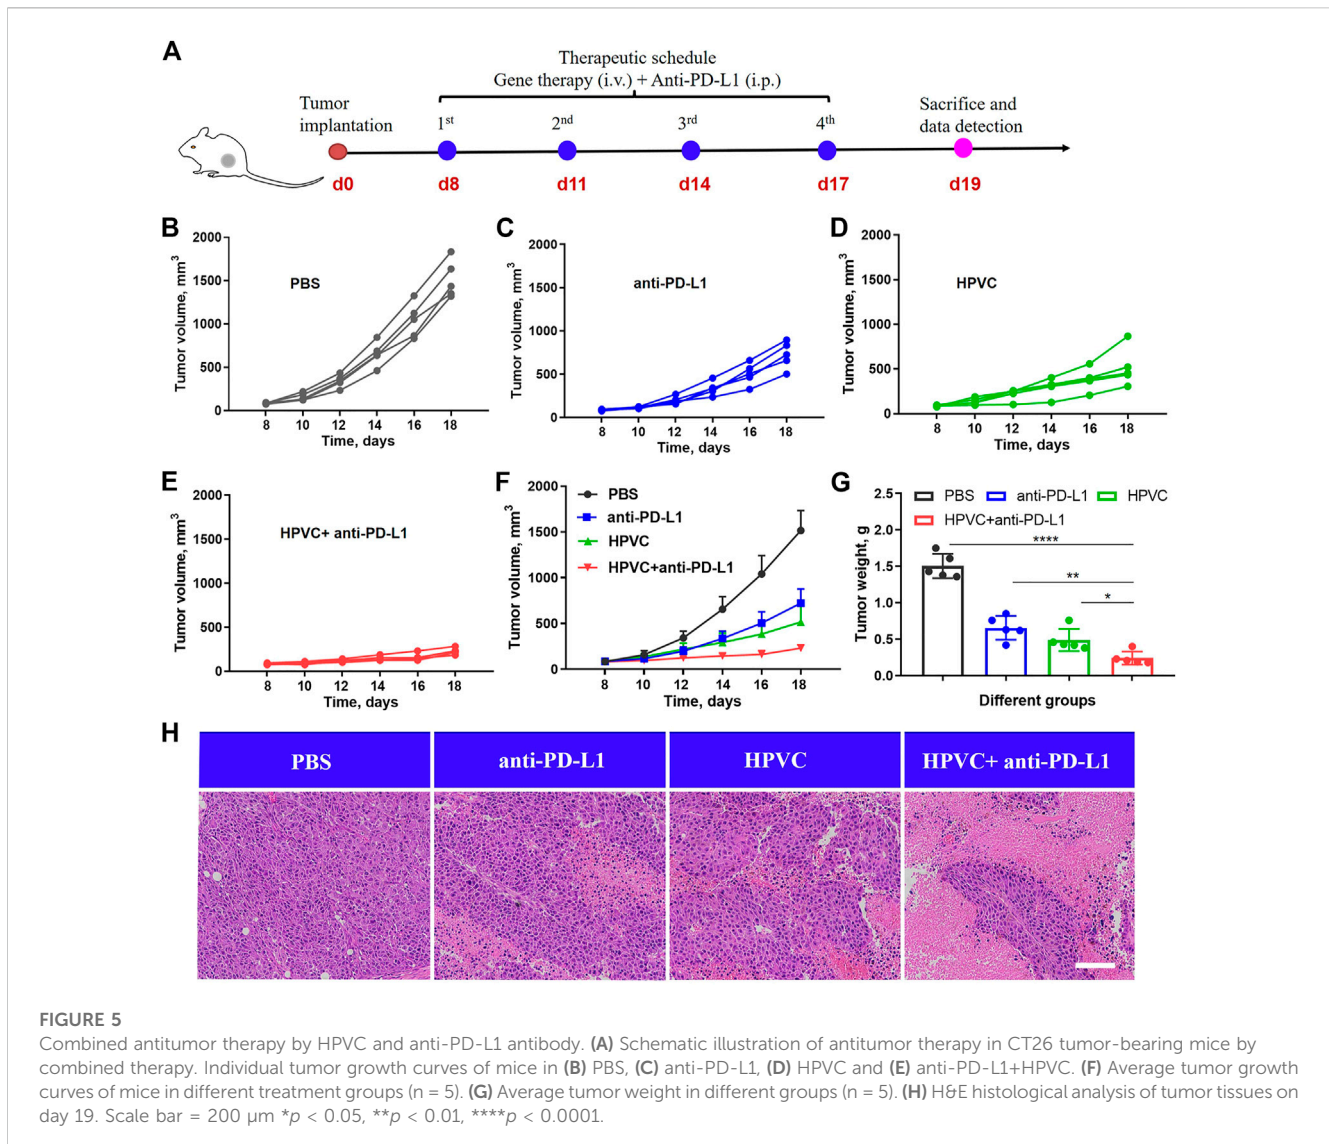 A
Therapeutic schedule
Gene therapy (i.v.) + Anti-PD-L1 (i.p.)
Tumor
implantation
1st
2nd
3rd
4th
Sacrifice and
data detection
d0
d8
d11
d14
d17
d19
B
Tumor volume, mm3
2000
1500
1000
500
0
PBS
8 10 12 14 16 18
Time, days
C
Tumor volume, mm3
2000
1500
1000
500
0
anti-PD-L1
8 10 12 14 16 18
Time, days
D
Tumor volume, mm3
2000
1500
1000
500
0
HPVC
8 10 12 14 16 18
Time, days
E
Tumor volume, mm3
2000
1500
1000
500
0
HPVC+ anti-PD-L1
8 10 12 14 16 18
Time, days
F
Tumor volume, mm3
2000
1500
1000
500
0
PBS
anti-PD-L1
HPVC
HPVC+anti-PD-L1
8 10 12 14 16 18
Time, days
G
Tumor weight, g
2.5
2.0
1.5
1.0
0.5
0.0
PBS anti-PD-L1 HPVC
HPVC+anti-PD-L1
****
**
*
Different groups
H
PBS
anti-PD-L1
HPVC
HPVC+ anti-PD-L1
FIGURE 5
Combined antitumor therapy by HPVC and anti-PD-L1 antibody. (A) Schematic illustration of antitumor therapy in CT26 tumor-bearing mice by
combined therapy. Individual tumor growth curves of mice in (B) PBS, (C) anti-PD-L1, (D) HPVC and (E) anti-PD-L1+HPVC. (F) Average tumor growth
curves of mice in different treatment groups (n = 5). (G) Average tumor weight in different groups (n = 5). (H) H&E histological analysis of tumor tissues on
day 19. Scale bar = 200 μm *p < 0.05, **p < 0.01, ****p < 0.0001.